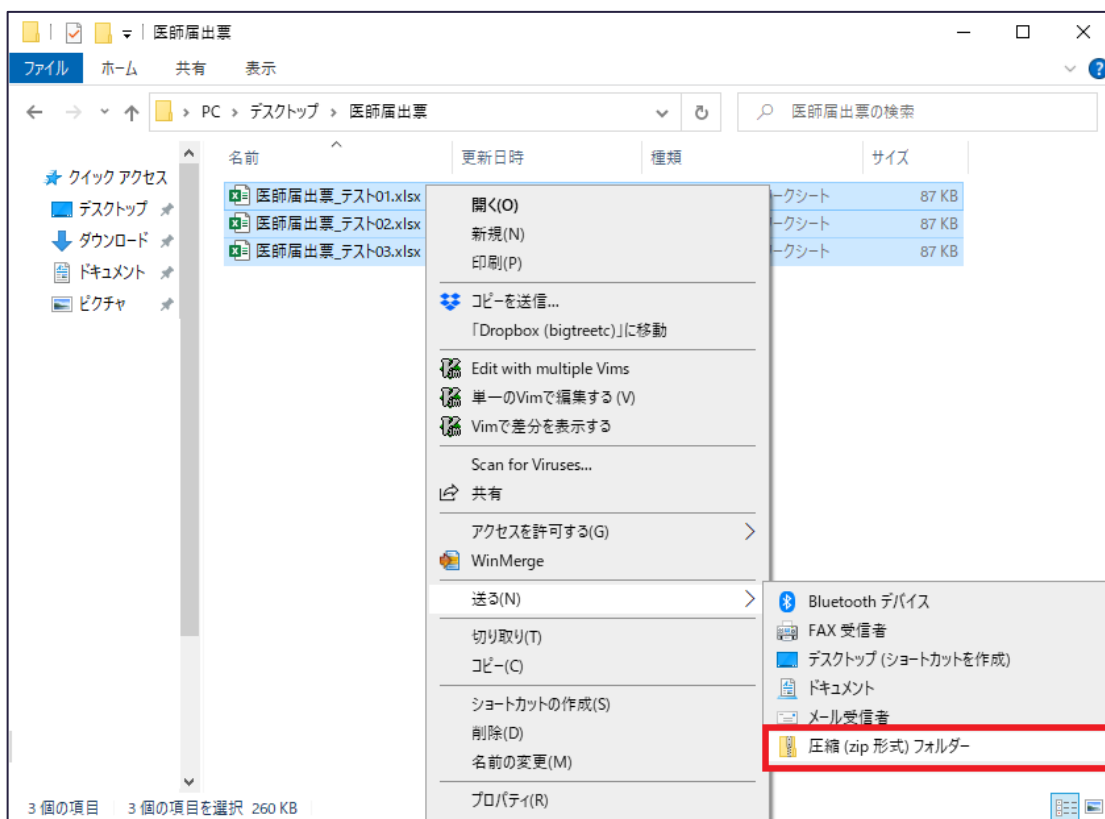 医師届出票
ファイル ホーム 共有 表示
PC › デスクトップ › 医師届出票
医師届出票の検索
名前 更新日時 種類 サイズ
クイック アクセス
デスクトップ
ダウンロード
ドキュメント
ピクチャ
医師届出票_テスト01.xlsx ークシート 87 KB
医師届出票_テスト02.xlsx ークシート 87 KB
医師届出票_テスト03.xlsx ークシート 87 KB
開く(O)
新規(N)
印刷(P)
コピーを送信...
「Dropbox (bigtreetc)」に移動
Edit with multiple Vims
単一のVimで編集する (V)
Vimで差分を表示する
Scan for Viruses...
共有
アクセスを許可する(G)
WinMerge
送る(N)
切り取り(T)
コピー(C)
ショートカットの作成(S)
削除(D)
名前の変更(M)
プロパティ(R)
Bluetooth デバイス
FAX 受信者
デスクトップ (ショートカットを作成)
ドキュメント
メール受信者
圧縮 (zip 形式) フォルダー
3 個の項目 3 個の項目を選択 260 KB